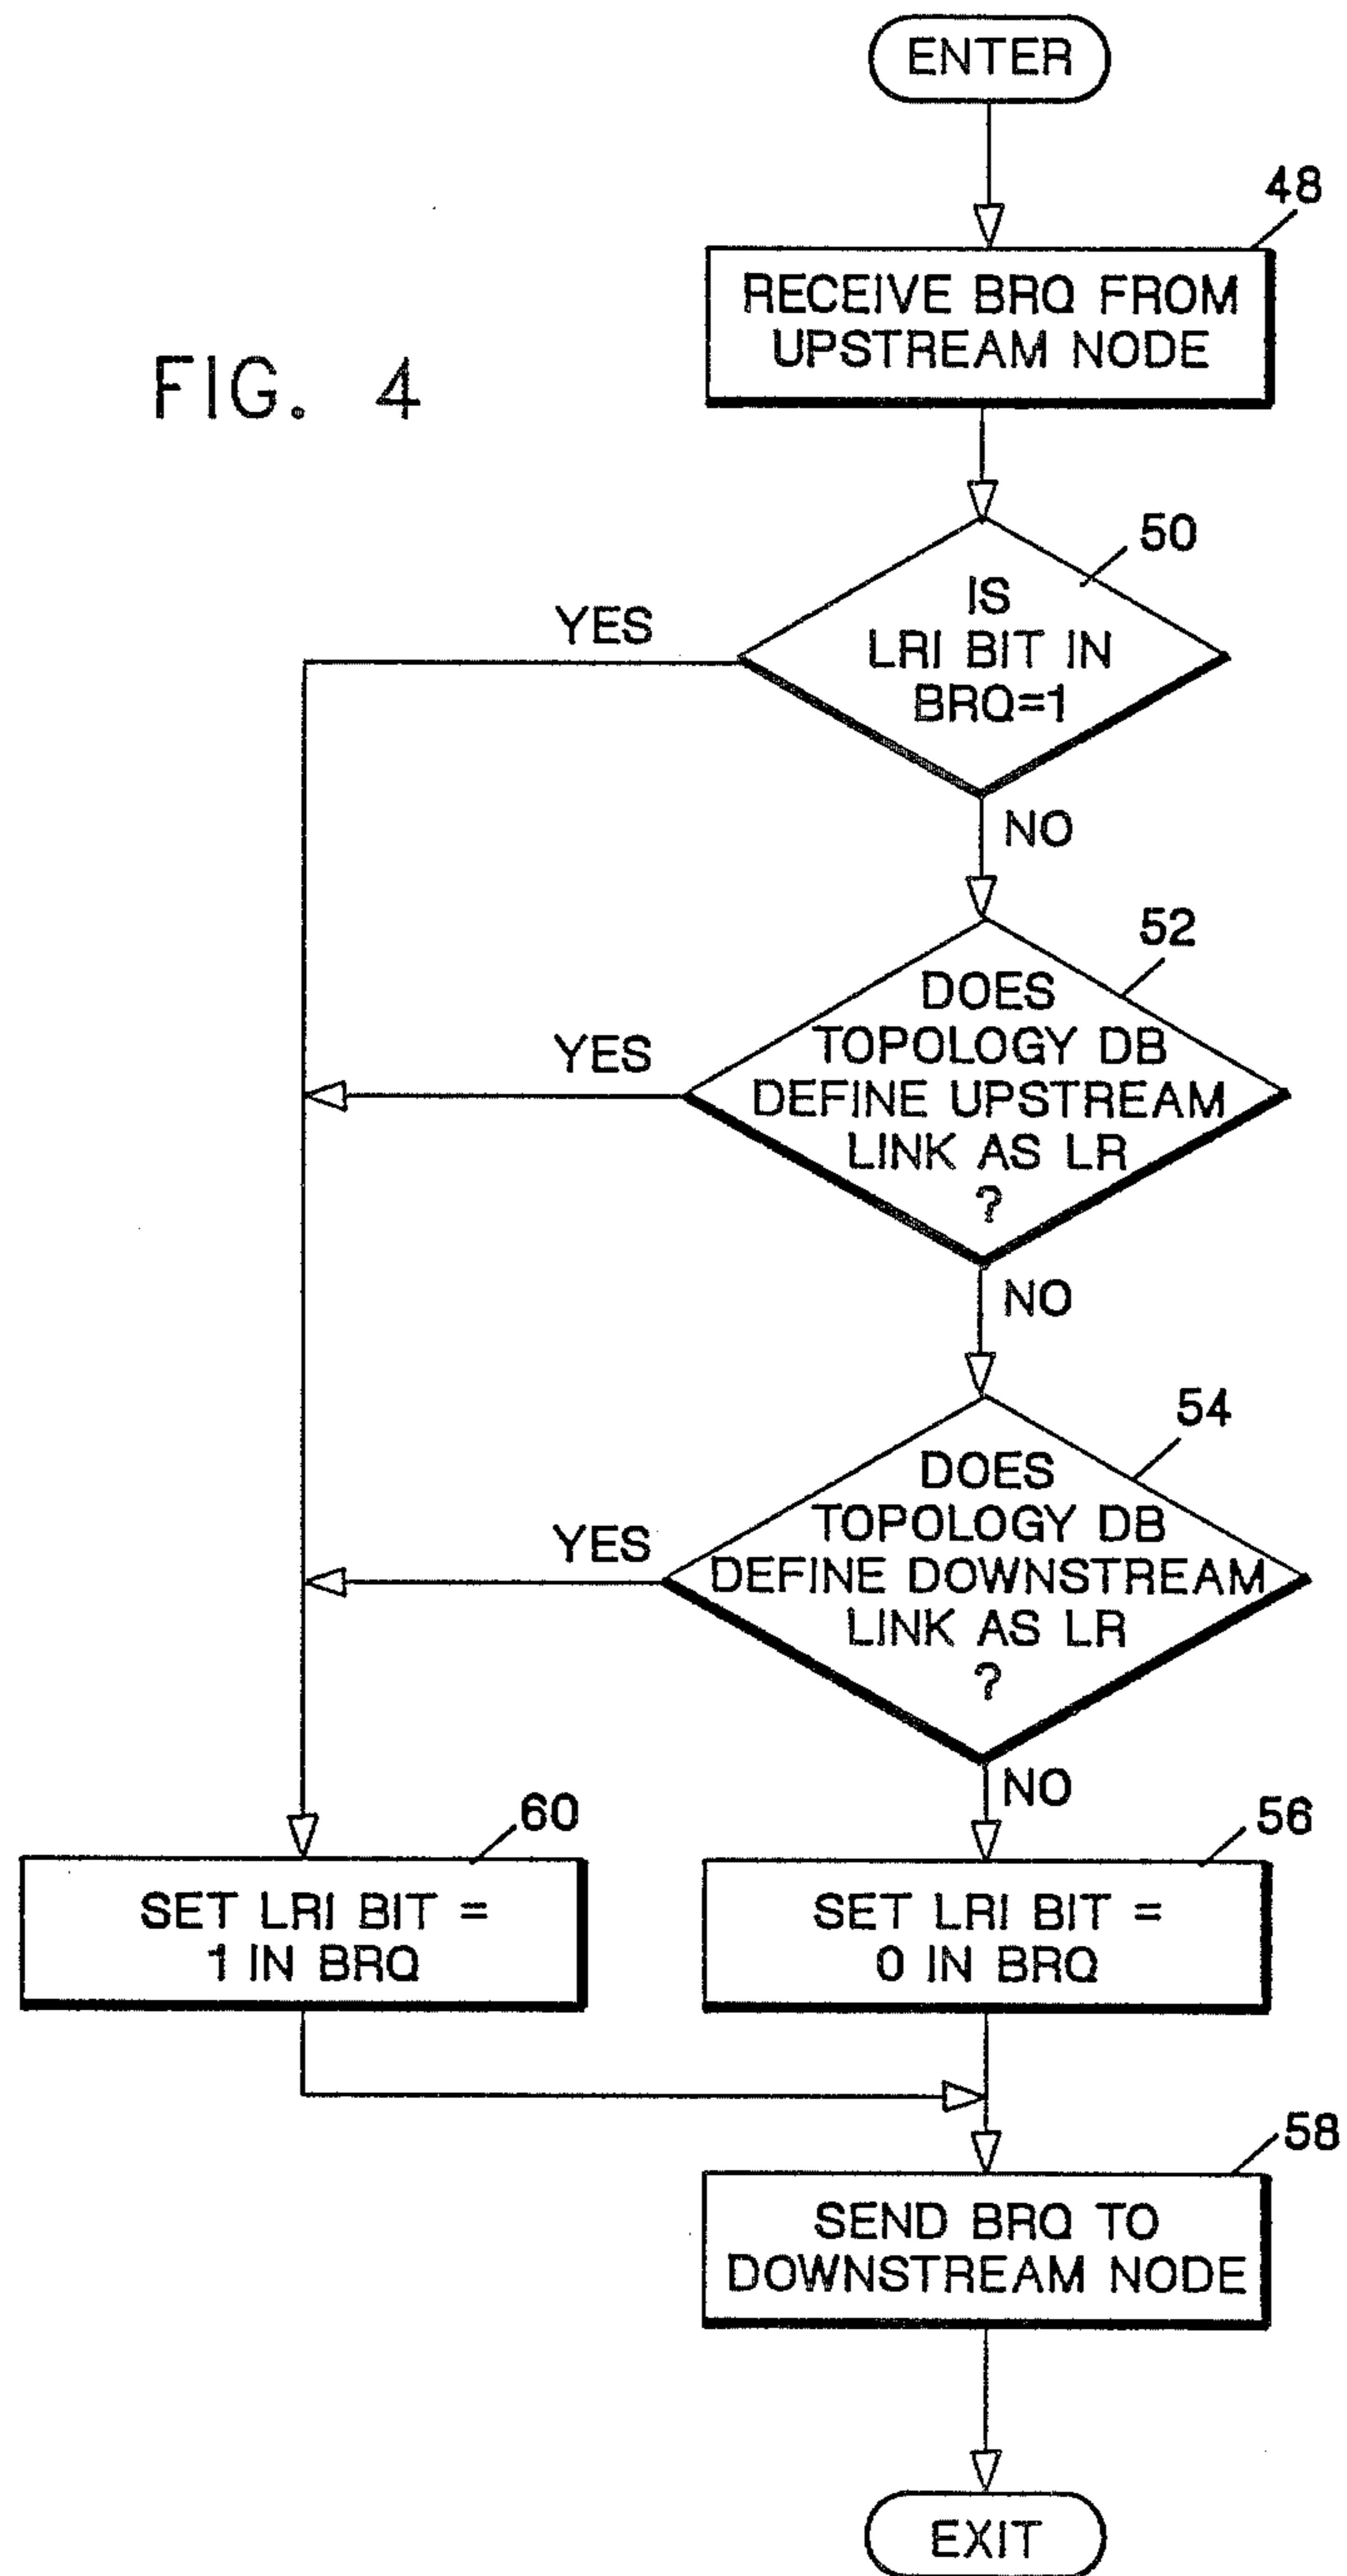 ENTER
48
RECEIVE BRQ FROM
UPSTREAM NODE
FIG. 4
50
IS
LRI BIT IN
BRQ=1
YES
NO
52
DOES
TOPOLOGY DB
DEFINE UPSTREAM
LINK AS LR
?
YES
NO
54
DOES
TOPOLOGY DB
DEFINE DOWNSTREAM
LINK AS LR
?
YES
NO
60
SET LRI BIT =
1 IN BRQ
56
SET LRI BIT =
0 IN BRQ
58
SEND BRQ TO
DOWNSTREAM NODE
EXIT